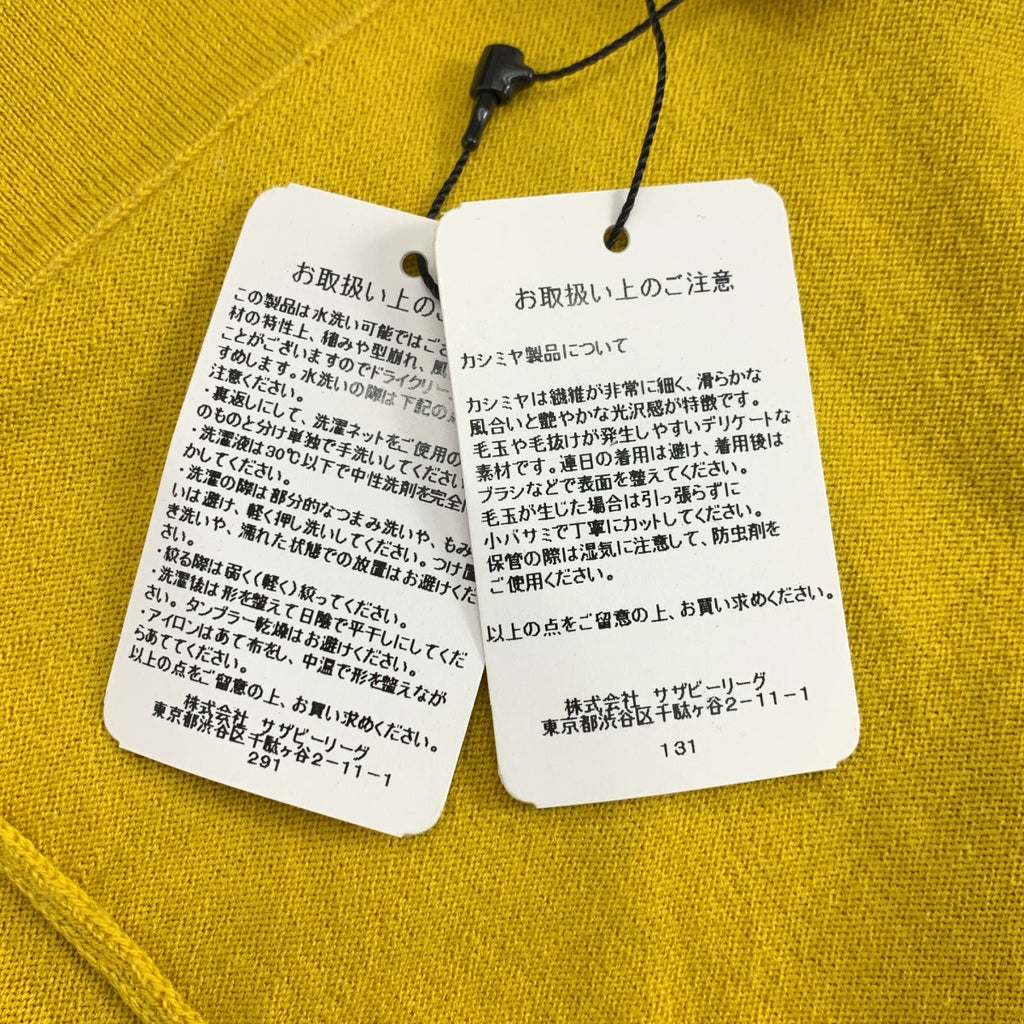 お取扱い上の
この製品は水洗い可能ではござ
材の特性上、縮みや型崩れ、風
ことがございますのでドライクリー
すめします。水洗いの際は下記の
注意ください。
・裏返しにして、洗濯ネットをご使用の
のものと分け単独で手洗いしてください
・洗濯液は30℃以下で中性洗剤を完全に
かしてください。
・洗濯の際は部分的なつまみ洗いや、もみ
いは避け、軽く押し洗いしてください。つけ置
き洗いや、濡れた状態での放置はお避けくだ
さい。
・絞る際は弱く(軽く)絞ってください。
・洗濯後は形を整えて日陰で平干しにしてくだ
さい。タンブラー乾燥はお避けください。
・アイロンはあて布をし、中温で形を整えなが
らあててください。
以上の点をご留意の上、お買い求めください。
株式会社 サザビーリーグ
東京都渋谷区千駄ヶ谷2-11-1
291
お取扱い上のご注意
カシミヤ製品について
カシミヤは繊維が非常に細く、滑らかな
風合いと艶やかな光沢感が特徴です。
毛玉や毛抜けが発生しやすいデリケートな
素材です。連日の着用は避け、着用後は
ブラシなどで表面を整えてください。
毛玉が生じた場合は引っ張らずに
小バサミで丁寧にカットしてください。
保管の際は湿気に注意して、防虫剤を
ご使用ください。
以上の点をご留意の上、お買い求めください。
株式会社 サザビーリーグ
東京都渋谷区千駄ヶ谷2-11-1
131